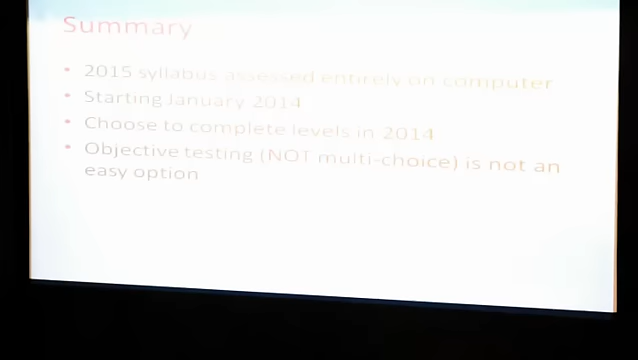 Summary
• 2015 syllabus assessed entirely on computer
• Starting January 2014
• Choose to complete levels in 2014
• Objective testing (NOT multi-choice) is not an
easy option